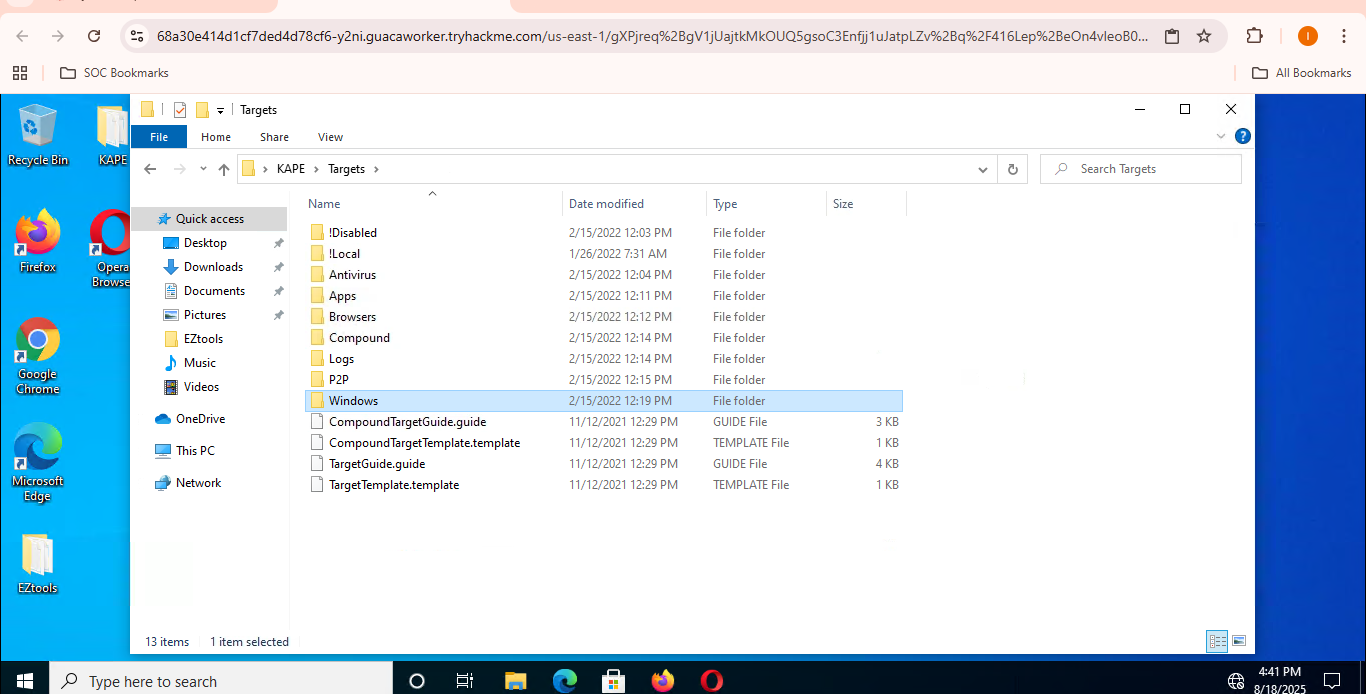 68a30e414d1cf7ded4d78cf6-y2ni.guacaworker.tryhackme.com/us-east-1/gXPjreq%2BgV1jUajtkMkOUQ5gsoC3Enfjj1uJatpLZv%2Bq%2F416Lep%2BeOn4vleoB0...
I
SOC Bookmarks
All Bookmarks
Recycle Bin
KAPE
Firefox
Opera
Browse
Google
Chrome
Microsoft
Edge
EZtools
Targets
File Home Share View
?
KAPE > Targets >
Search Targets
Quick access
Desktop
Downloads
Documents
Pictures
EZtools
Music
Videos
OneDrive
This PC
Network
Name Date modified Type Size
!Disabled 2/15/2022 12:03 PM File folder
!Local 1/26/2022 7:31 AM File folder
Antivirus 2/15/2022 12:04 PM File folder
Apps 2/15/2022 12:11 PM File folder
Browsers 2/15/2022 12:12 PM File folder
Compound 2/15/2022 12:14 PM File folder
Logs 2/15/2022 12:14 PM File folder
P2P 2/15/2022 12:15 PM File folder
Windows 2/15/2022 12:19 PM File folder
CompoundTargetGuide.guide 11/12/2021 12:29 PM GUIDE File 3 KB
CompoundTargetTemplate.template 11/12/2021 12:29 PM TEMPLATE File 1 KB
TargetGuide.guide 11/12/2021 12:29 PM GUIDE File 4 KB
TargetTemplate.template 11/12/2021 12:29 PM TEMPLATE File 1 KB
13 items 1 item selected
Type here to search
4:41 PM
8/18/2025